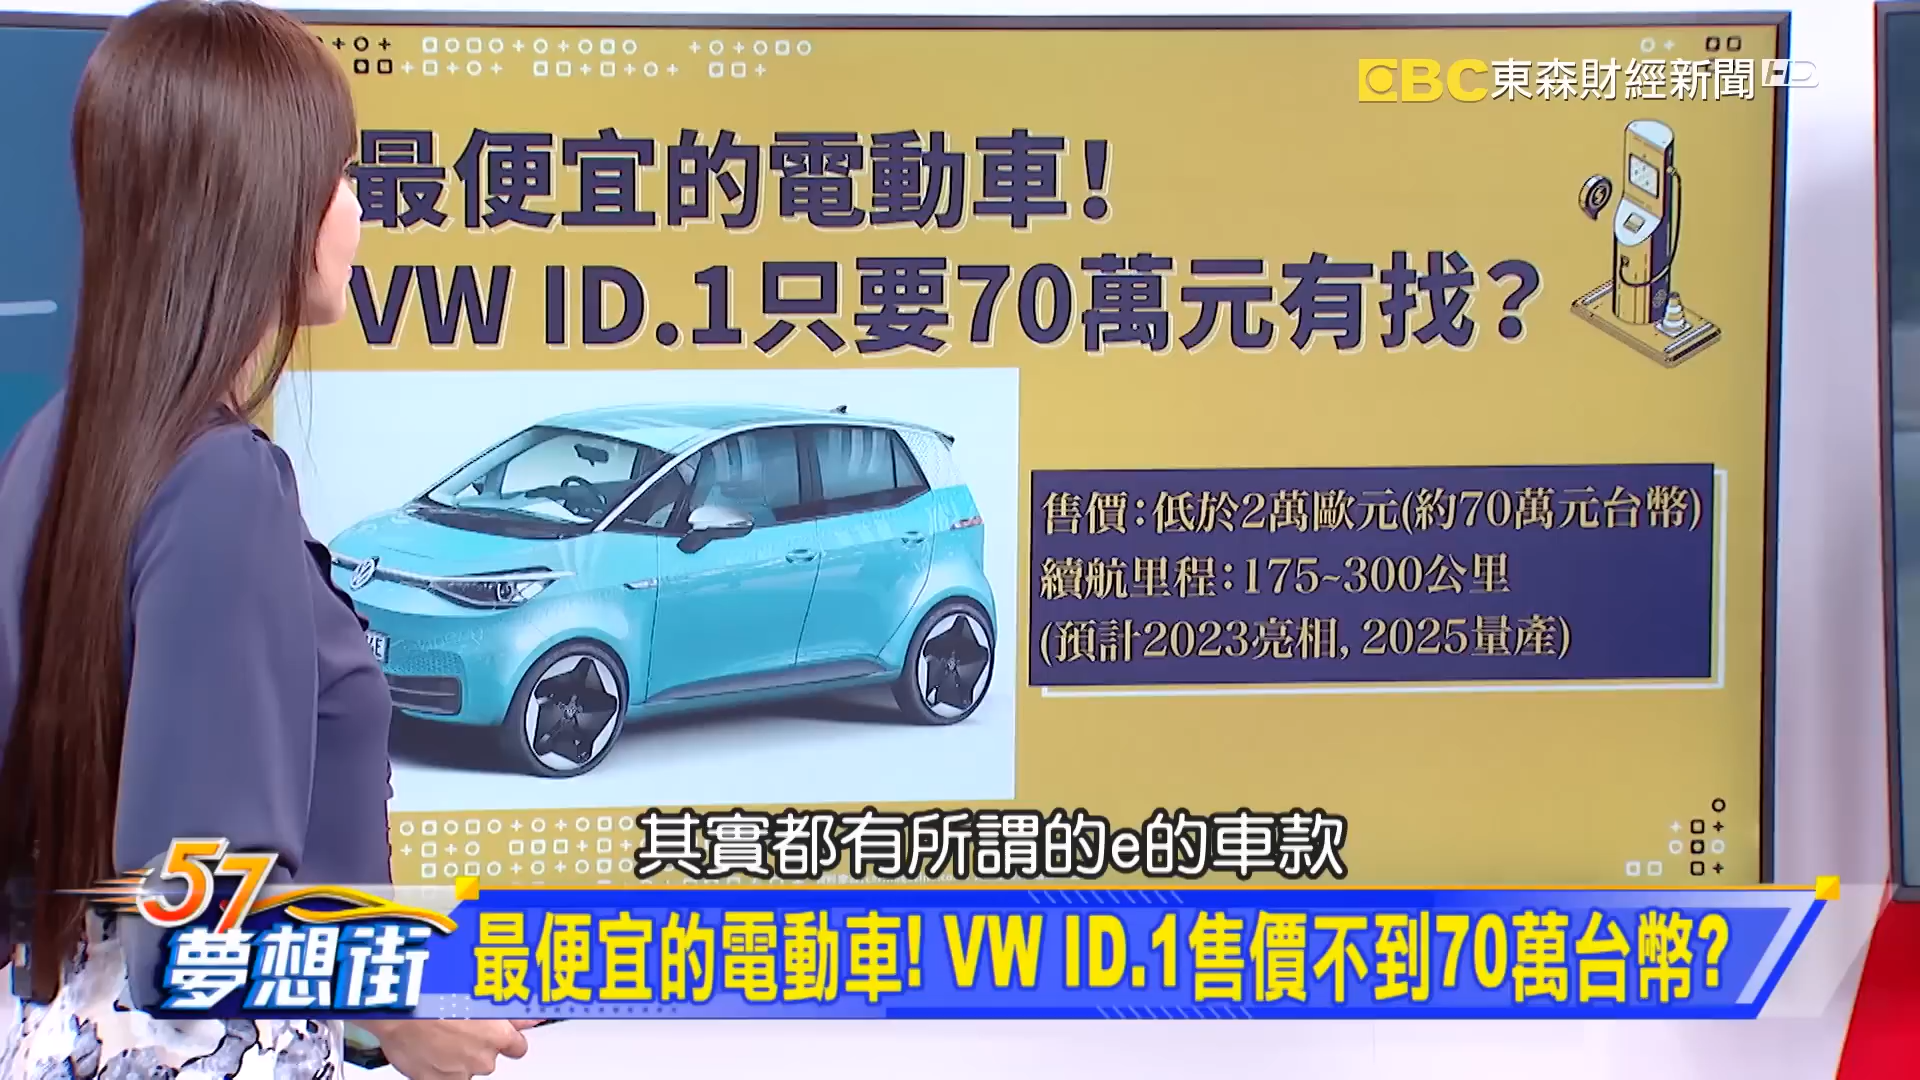 EBC東森財經新聞HD
最便宜的電動車！
VW ID.1只要70萬元有找？
售價：低於2萬歐元(約70萬元台幣)
續航里程：175~300公里
(預計2023亮相, 2025量產)
其實都有所謂的e的車款
57夢想街
最便宜的電動車! VW ID.1售價不到70萬台幣?